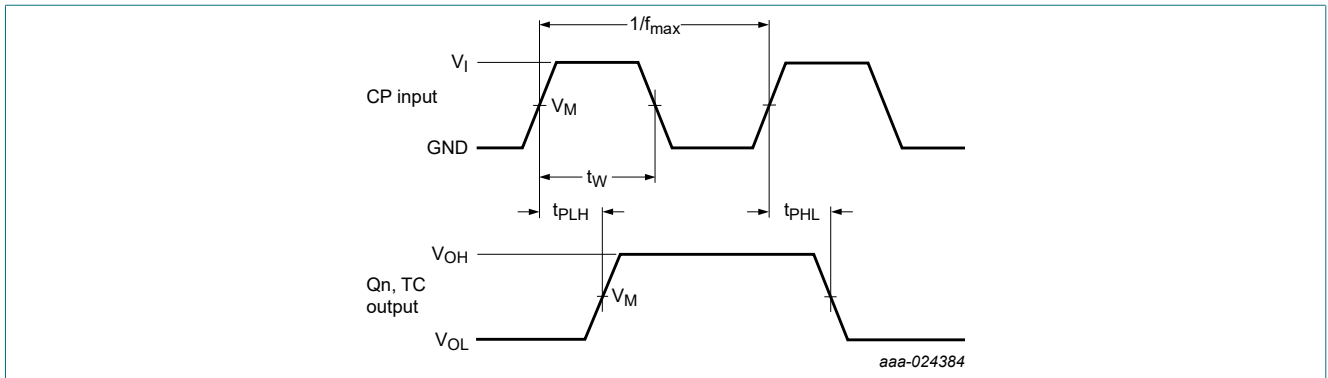 1/fmax
VI
CP input
VM
GND
tW
tPLH
tPHL
VOH
Qn, TC
output
VM
VOL
aaa-024384